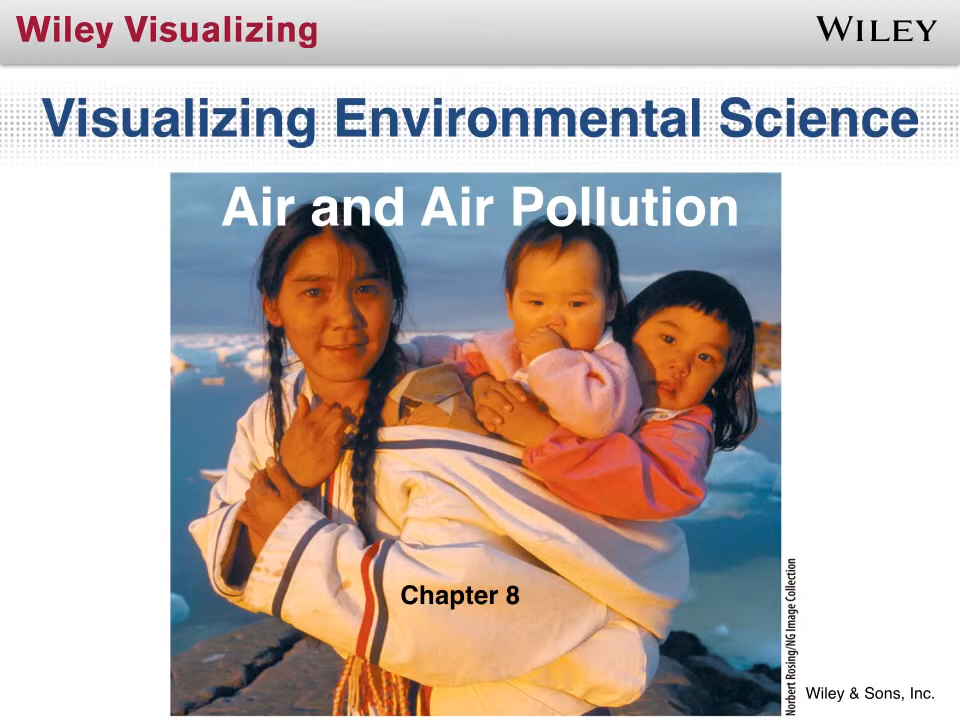 Wiley Visualizing
WILEY
Visualizing Environmental Science
Air and Air Pollution
Chapter 8
Norbert Rosing/NG Image Collection
Wiley & Sons, Inc.